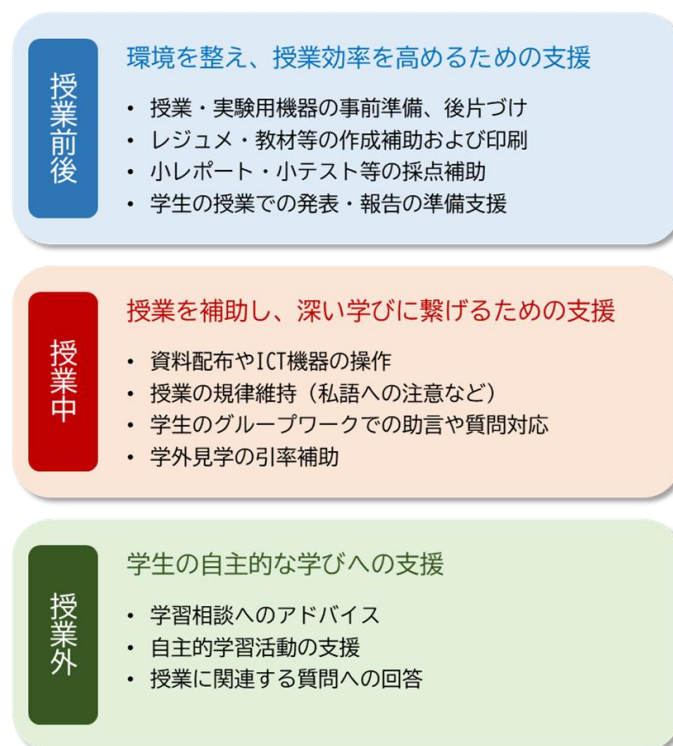 授業前後
環境を整え、授業効率を高めるための支援
• 授業・実験用機器の事前準備、後片づけ
• レジュメ・教材等の作成補助および印刷
• 小レポート・小テスト等の採点補助
• 学生の授業での発表・報告の準備支援
授業中
授業を補助し、深い学びに繋げるための支援
• 資料配布やICT機器の操作
• 授業の規律維持（私語への注意など）
• 学生のグループワークでの助言や質問対応
• 学外見学の引率補助
授業外
学生の自主的な学びへの支援
• 学習相談へのアドバイス
• 自主的学習活動の支援
• 授業に関連する質問への回答